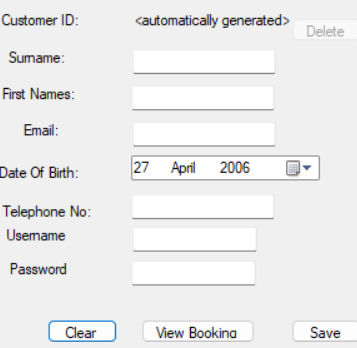 Customer ID: <automatically generated> Delete
Surname:
First Names:
Email:
Date Of Birth: 27 April 2006
Telephone No:
Username
Password
Clear View Booking Save